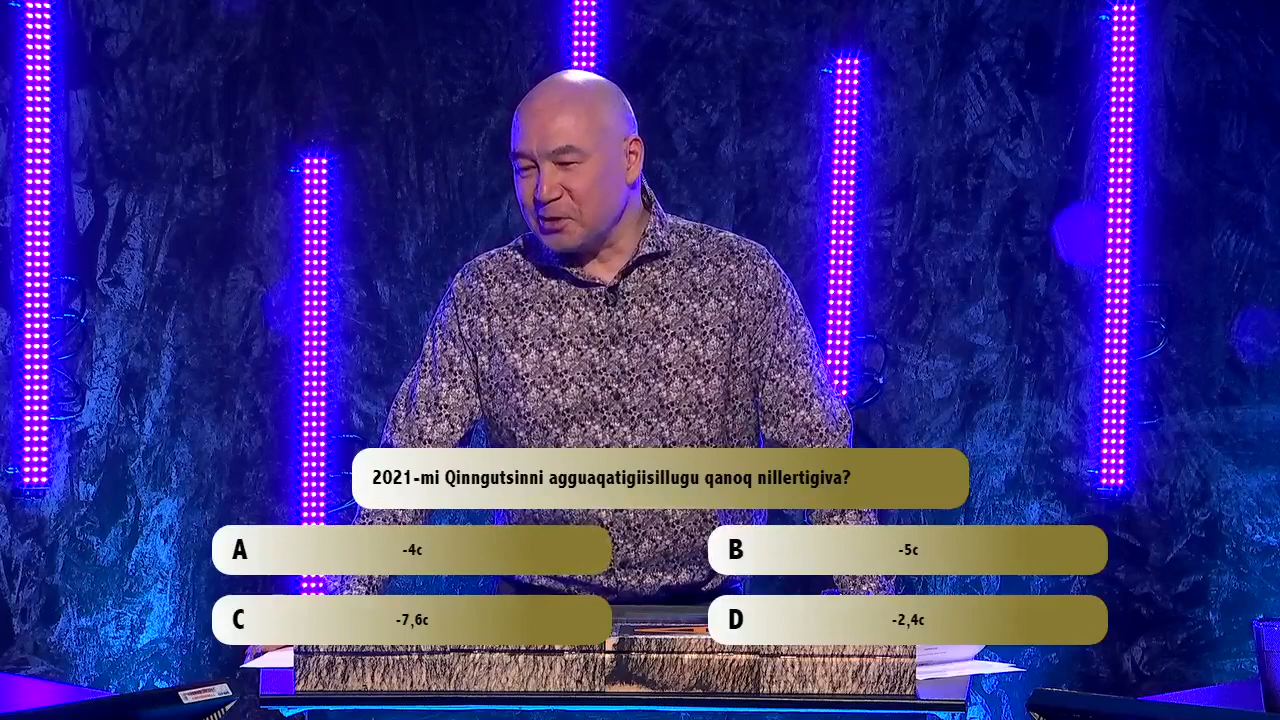 2021-mi Qinngutsinni agguaqatigiisillugu qanoq nillertigiva?
A -4c
B -5c
C -7,6c
D -2,4c